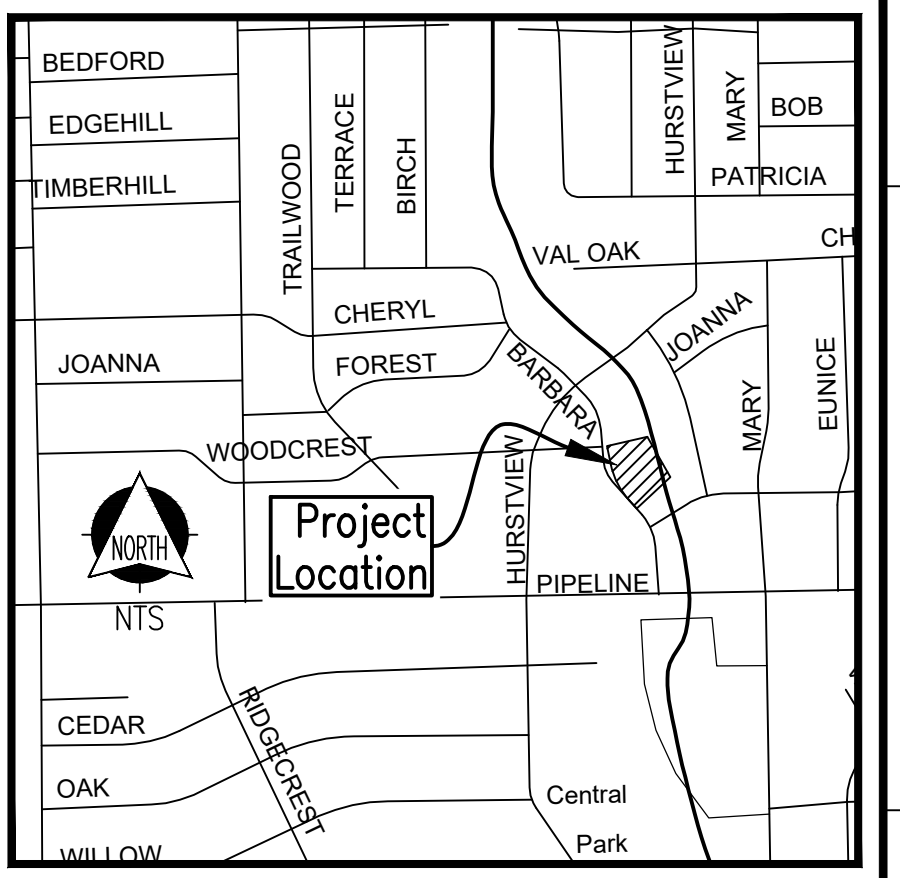 BEDFORD
EDGEHILL
TIMBERHILL
TRAILWOOD
TERRACE
BIRCH
HURSTVIEW
MARY
BOB
PATRICIA
VAL OAK
CH
CHERYL
JOANNA
FOREST
BARBARA
JOANNA
MARY
EUNICE
WOODCREST
HURSTVIEW
NORTH
NTS
Project
Location
PIPELINE
CEDAR
RIDGECREST
OAK
WILLOW
Central
Park